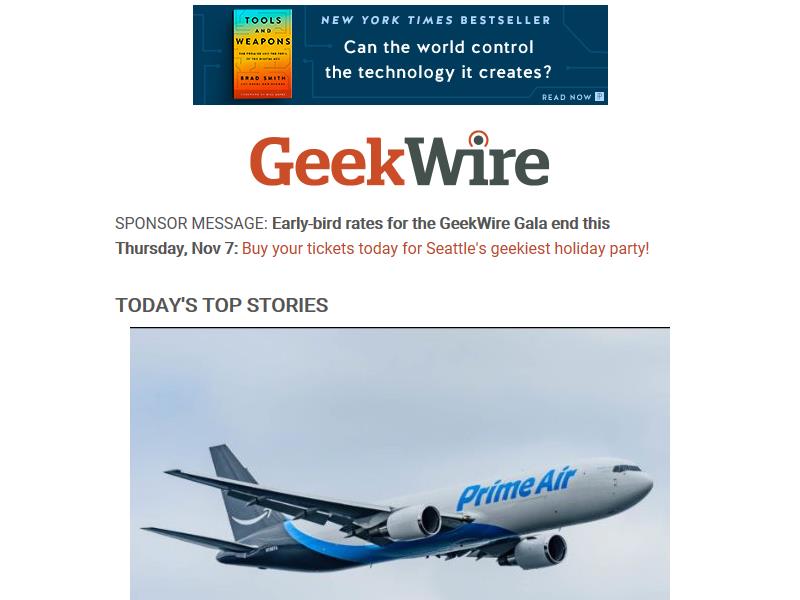 TOOLS
AND
WEAPONS
BRAD SMITH
NEW YORK TIMES BESTSELLER
Can the world control
the technology it creates?
READ NOW
GeekWire
SPONSOR MESSAGE: Early-bird rates for the GeekWire Gala end this
Thursday, Nov 7: Buy your tickets today for Seattle's geekiest holiday party!
TODAY'S TOP STORIES
Prime Air